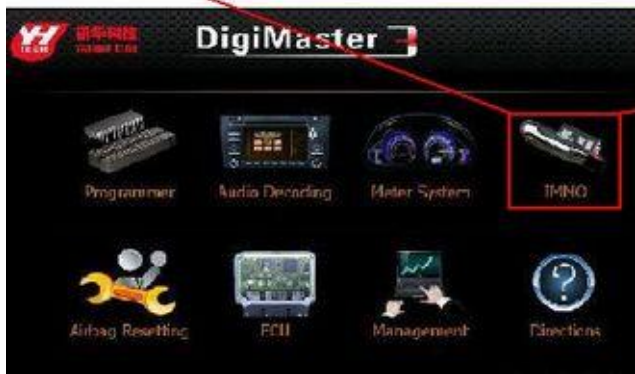 DigiMaster 3
Programmer Audio Decoding Meter System IMMO
Airbag Resetting ECU Management Directions